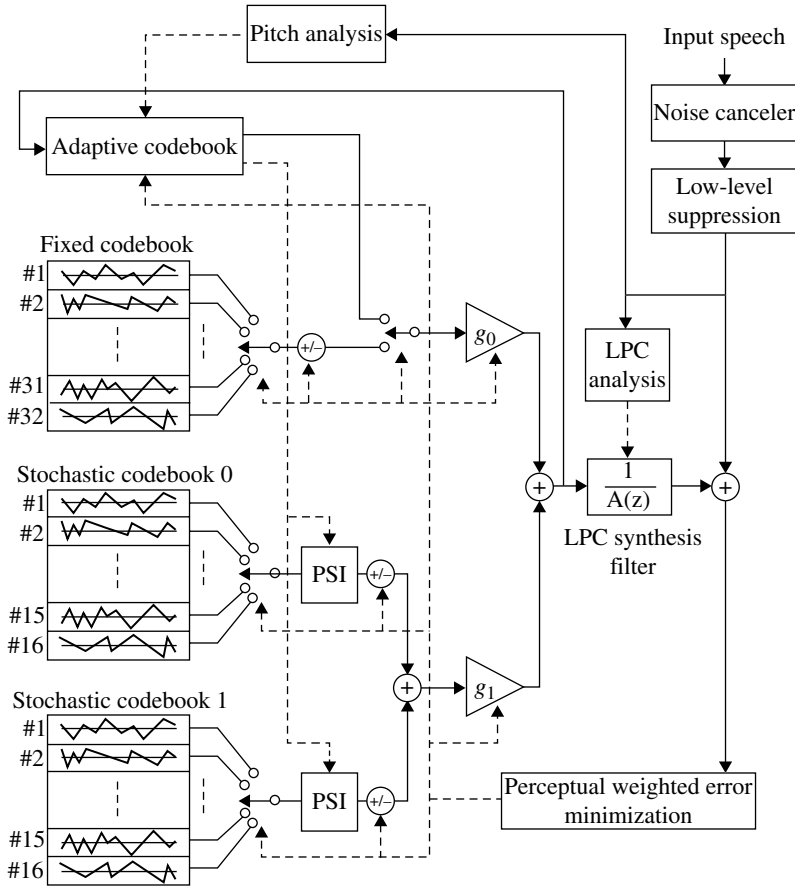 Pitch analysis
Input speech
Noise canceler
Adaptive codebook
Low-level
suppression
Fixed codebook
#1
#2
#31
#32
+/−
g0
LPC
analysis
Stochastic codebook 0
#1
#2
#15
#16
PSI
+/−
+
1
A(z)
+
LPC synthesis
filter
+
g1
Stochastic codebook 1
#1
#2
#15
#16
PSI
+/−
Perceptual weighted error
minimization